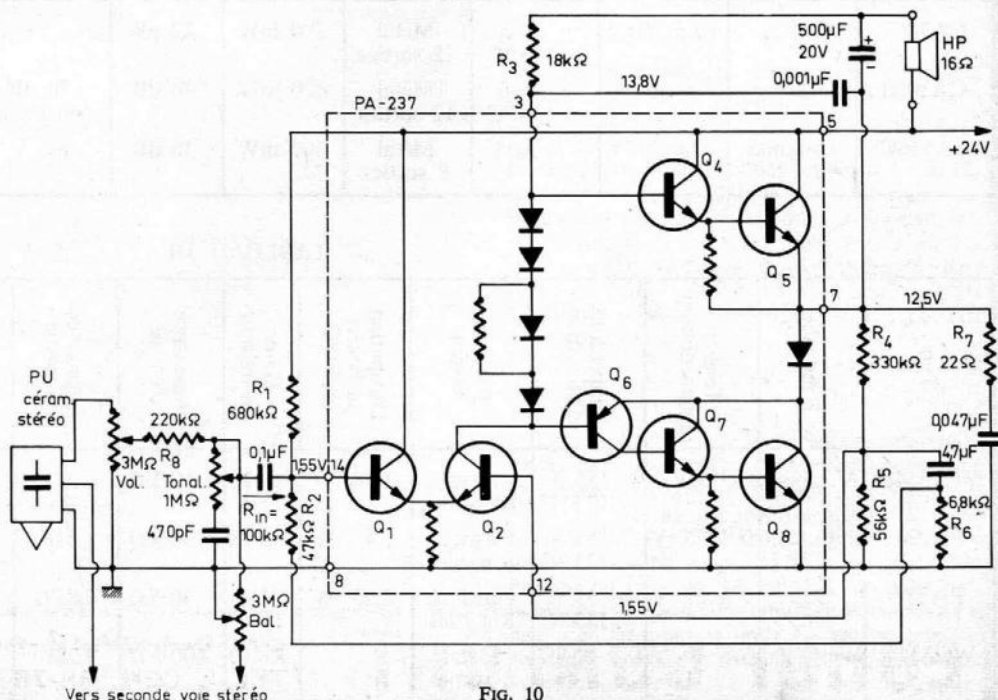 500µF
20V
+
−
HP
16Ω
R3
18kΩ
13,8V
0,001µF
PA-237
3
5
+24V
Q4
Q5
7
12,5V
R4
330kΩ
R7
22Ω
Q6
Q7
Q8
R1
680kΩ
PU
céram.
stéréo
220kΩ
R8
3MΩ
Vol.
Tonal.
1MΩ
0,1µF
1,55V
14
Rin=
100kΩ
R2
47kΩ
470pF
Q1
Q2
0,047µF
4,7µF
R5
56kΩ
6,8kΩ
R6
8
12
1,55V
3MΩ
Bal.
Vers seconde voie stéréo
FIG. 10